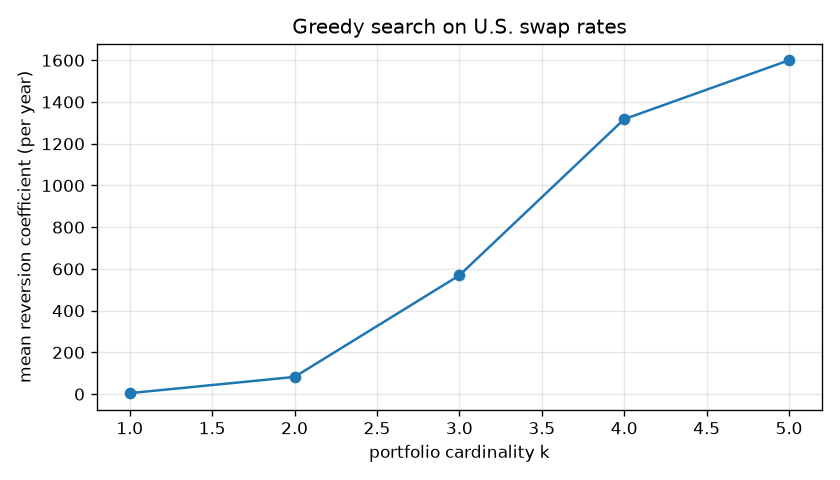 Greedy search on U.S. swap rates
mean reversion coefficient (per year)
1600
1400
1200
1000
800
600
400
200
0
1.0 1.5 2.0 2.5 3.0 3.5 4.0 4.5 5.0
portfolio cardinality k